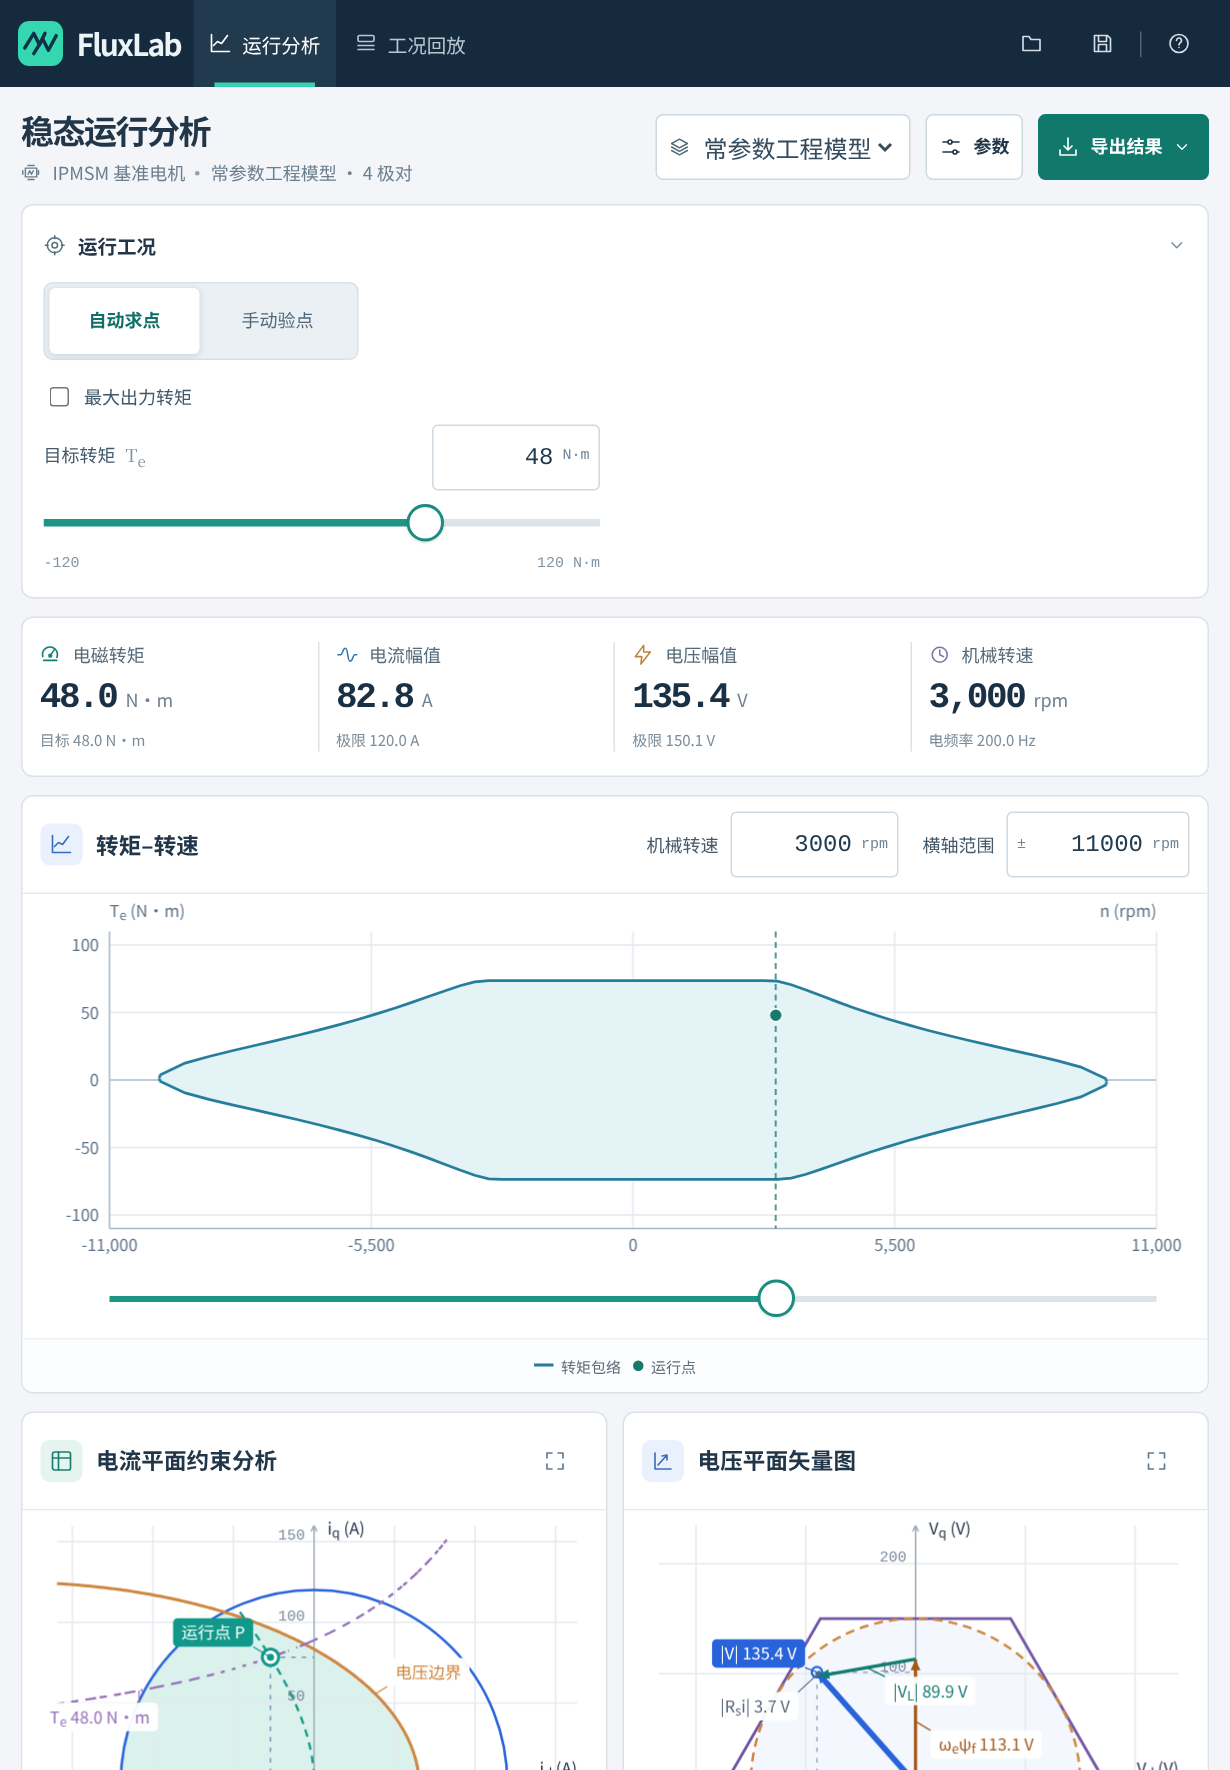 FluxLab 运行分析 工况回放
稳态运行分析
IPMSM 基准电机 • 常参数工程模型 • 4 极对
常参数工程模型
参数
导出结果
运行工况
自动求点 手动验点
最大出力转矩
目标转矩 Te 48 N·m
-120 120 N·m
电磁转矩
48.0 N·m
目标 48.0 N·m
电流幅值
82.8 A
极限 120.0 A
电压幅值
135.4 V
极限 150.1 V
机械转速
3,000 rpm
电频率 200.0 Hz
转矩–转速
机械转速 3000 rpm
横轴范围 ± 11000 rpm
Te (N·m) n (rpm)
100
50
0
-50
-100
-11,000 -5,500 0 5,500 11,000
转矩包络 运行点
电流平面约束分析
iq (A)
150
100
运行点 P
电压边界
50
Te 48.0 N·m
电压平面矢量图
Vq (V)
200
|V| 135.4 V
100
|VL| 89.9 V
|Rsi| 3.7 V
ωeψf 113.1 V